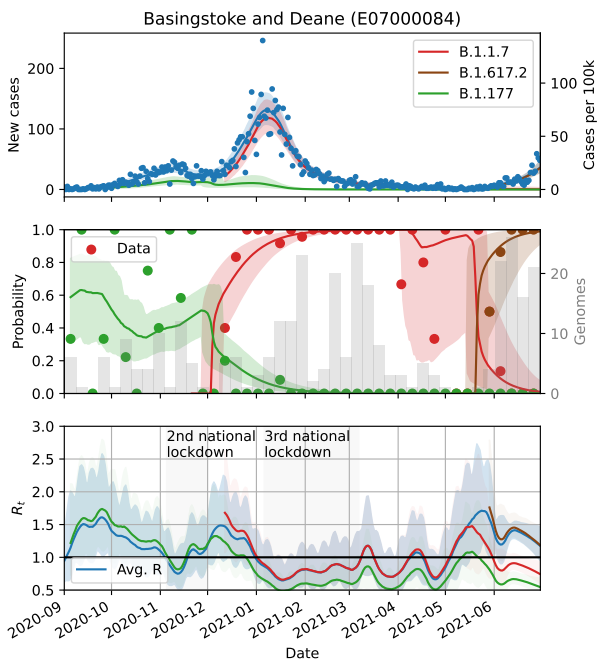 Basingstoke and Deane (E07000084)
New cases
200
100
0
B.1.1.7
B.1.617.2
B.1.177
Cases per 100k
100
50
0
Probability
1.0
0.8
0.6
0.4
0.2
0.0
Data
Genomes
20
10
0
R_t
3.0
2.5
2.0
1.5
1.0
0.5
2nd national
lockdown
3rd national
lockdown
Avg. R
2020-09
2020-10
2020-11
2020-12
2021-01
2021-02
2021-03
2021-04
2021-05
2021-06
Date